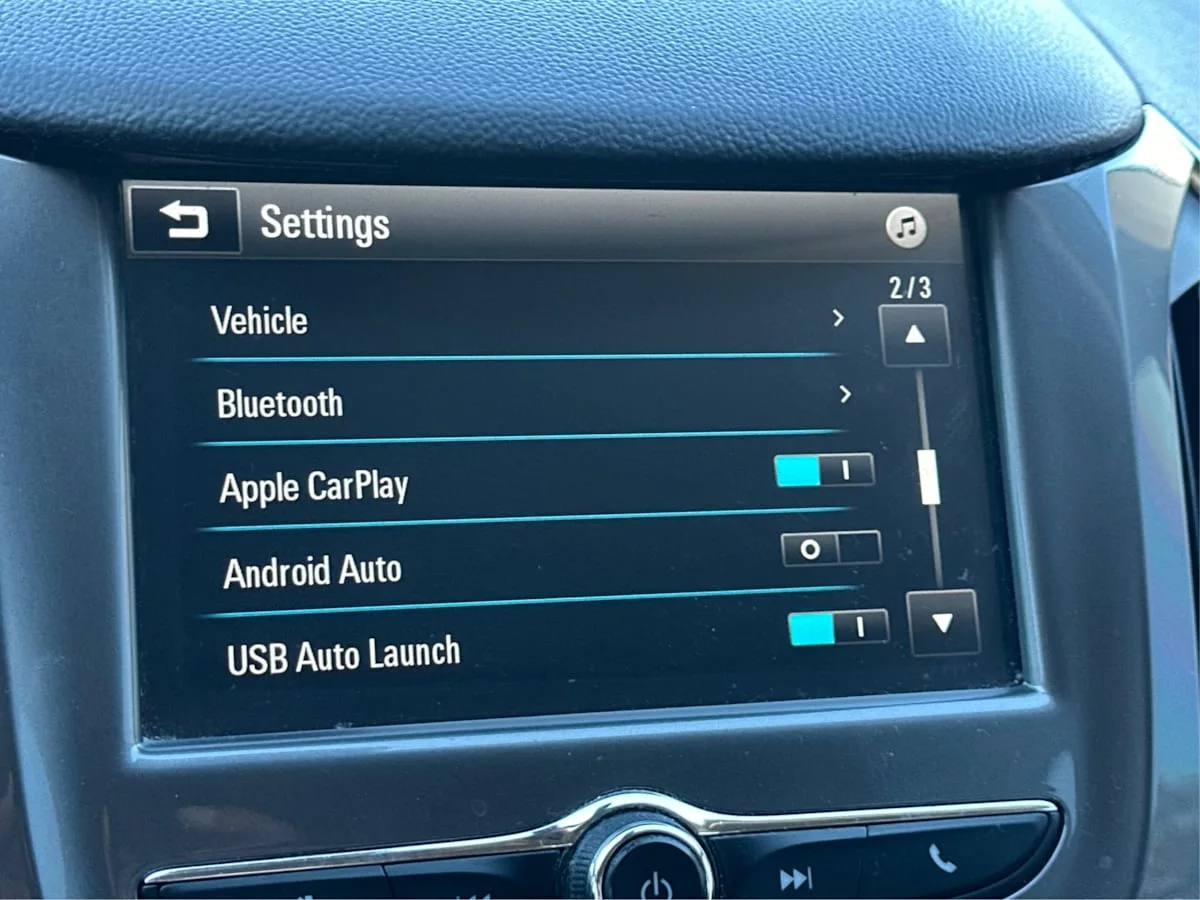 Settings
2/3
Vehicle
Bluetooth
Apple CarPlay
Android Auto
USB Auto Launch